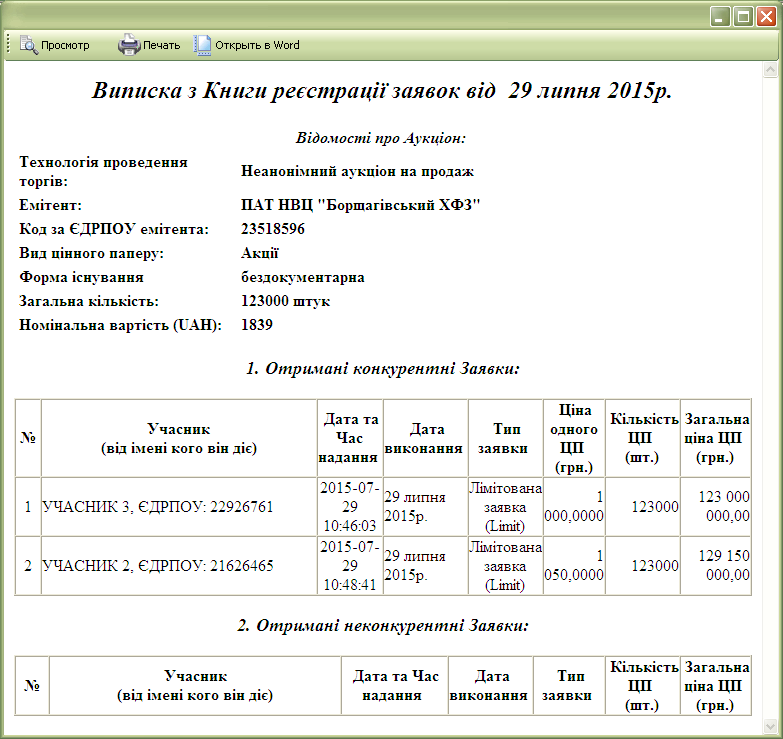 Просмотр Печать Открыть в Word
Виписка з Книги реєстрації заявок від 29 липня 2015р.
Відомості про Аукціон:
Технологія проведення
торгів:
Неанонімний аукціон на продаж
Емітент: ПАТ НВЦ "Борщагівський ХФЗ"
Код за ЄДРПОУ емітента: 23518596
Вид цінного паперу: Акції
Форма існування бездокументарна
Загальна кількість: 123000 штук
Номінальна вартість (UAH): 1839
1. Отримані конкурентні Заявки:
№
Учасник
(від імені кого він діє)
Дата та
Час
надання
Дата
виконання
Тип
заявки
Ціна
одного
ЦП
(грн.)
Кількість
ЦП
(шт.)
Загальна
ціна ЦП
(грн.)
1
УЧАСНИК 3, ЄДРПОУ: 22926761
2015-07-
29
10:46:03
29 липня
2015р.
Лімітована
заявка
(Limit)
1
000,0000
123000
123 000
000,00
2
УЧАСНИК 2, ЄДРПОУ: 21626465
2015-07-
29
10:48:41
29 липня
2015р.
Лімітована
заявка
(Limit)
1
050,0000
123000
129 150
000,00
2. Отримані неконкурентні Заявки:
№
Учасник
(від імені кого він діє)
Дата та Час
надання
Дата
виконання
Тип
заявки
Кількість
ЦП
(шт.)
Загальна
ціна ЦП
(грн.)